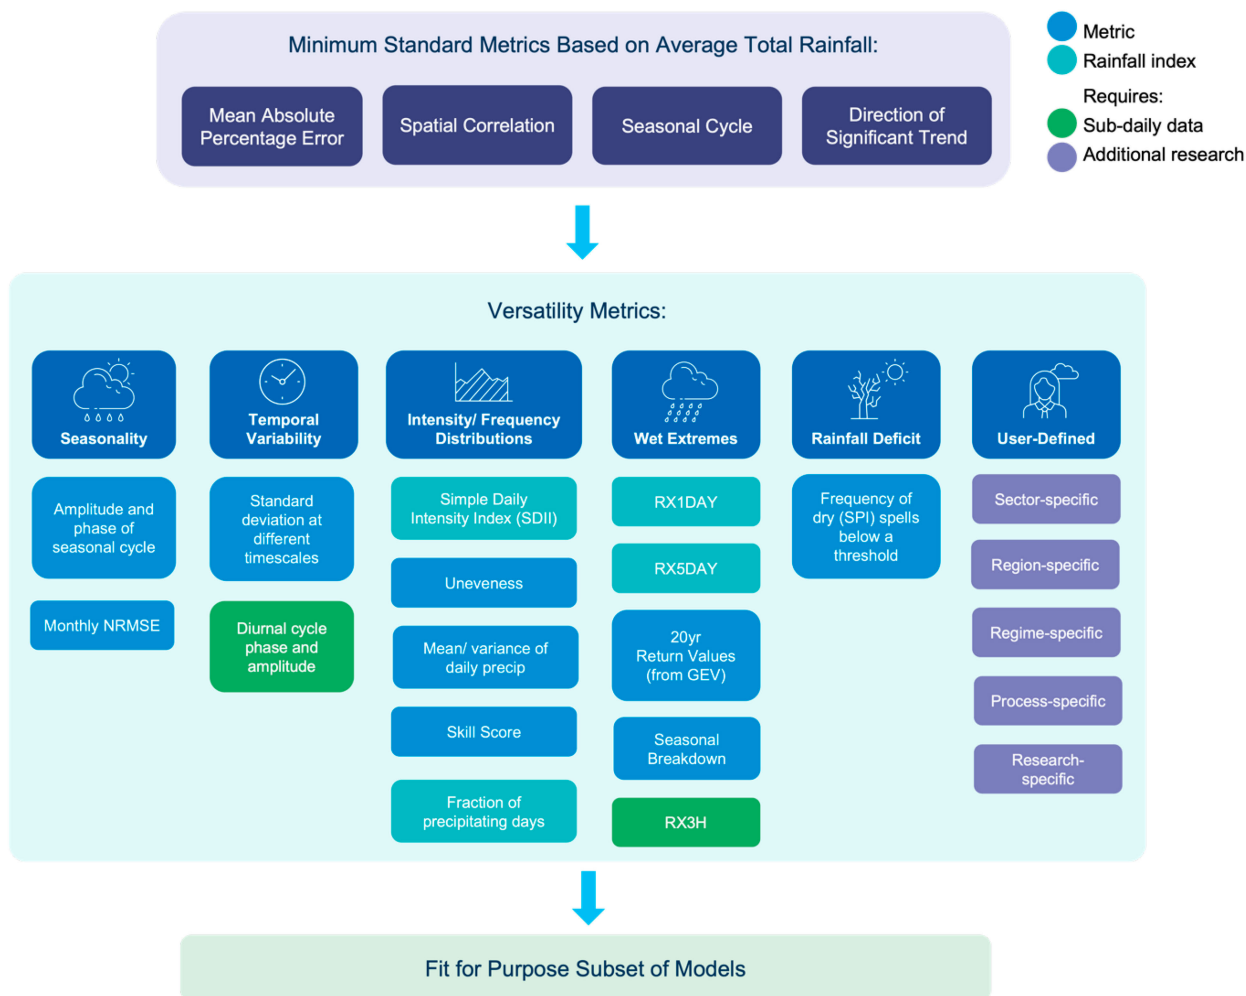 Minimum Standard Metrics Based on Average Total Rainfall:
Mean Absolute
Percentage Error
Spatial Correlation
Seasonal Cycle
Direction of
Significant Trend
Metric
Rainfall index
Requires:
Sub-daily data
Additional research
Versatility Metrics:
Seasonality
Amplitude and
phase of
seasonal cycle
Monthly NRMSE
Temporal
Variability
Standard
deviation at
different
timescales
Diurnal cycle
phase and
amplitude
Intensity/ Frequency
Distributions
Simple Daily
Intensity Index (SDII)
Uneveness
Mean/ variance of
daily precip
Skill Score
Fraction of
precipitating days
Wet Extremes
RX1DAY
RX5DAY
20yr
Return Values
(from GEV)
Seasonal
Breakdown
RX3H
Rainfall Deficit
Frequency of
dry (SPI) spells
below a
threshold
User-Defined
Sector-specific
Region-specific
Regime-specific
Process-specific
Research-
specific
Fit for Purpose Subset of Models